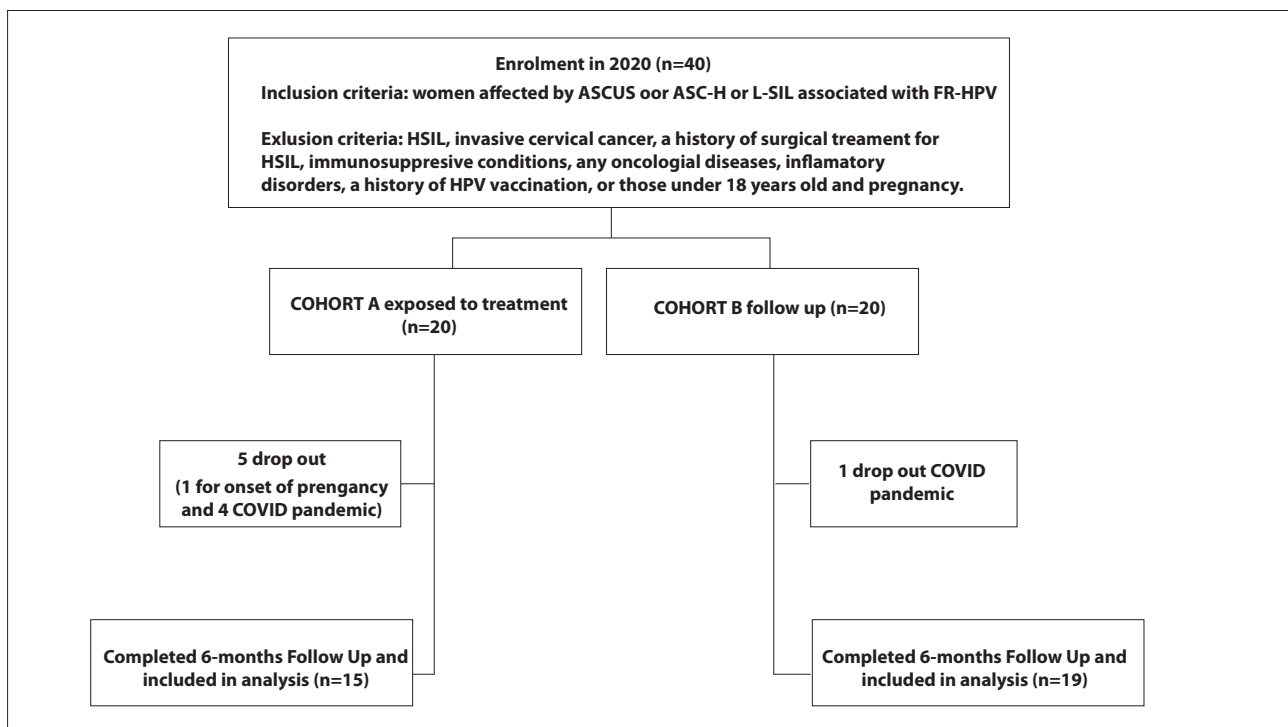 Enrolment in 2020 (n=40)
Inclusion criteria: women affected by ASCUS oor ASC-H or L-SIL associated with FR-HPV
Exlusion criteria: HSIL, invasive cervical cancer, a history of surgical treament for
HSIL, immunosuppresive conditions, any oncologial diseases, inflamatory
disorders, a history of HPV vaccination, or those under 18 years old and pregnancy.
COHORT A exposed to treatment
(n=20)
COHORT B follow up (n=20)
5 drop out
(1 for onset of prengancy
and 4 COVID pandemic)
1 drop out COVID
pandemic
Completed 6-months Follow Up and
included in analysis (n=15)
Completed 6-months Follow Up and
included in analysis (n=19)